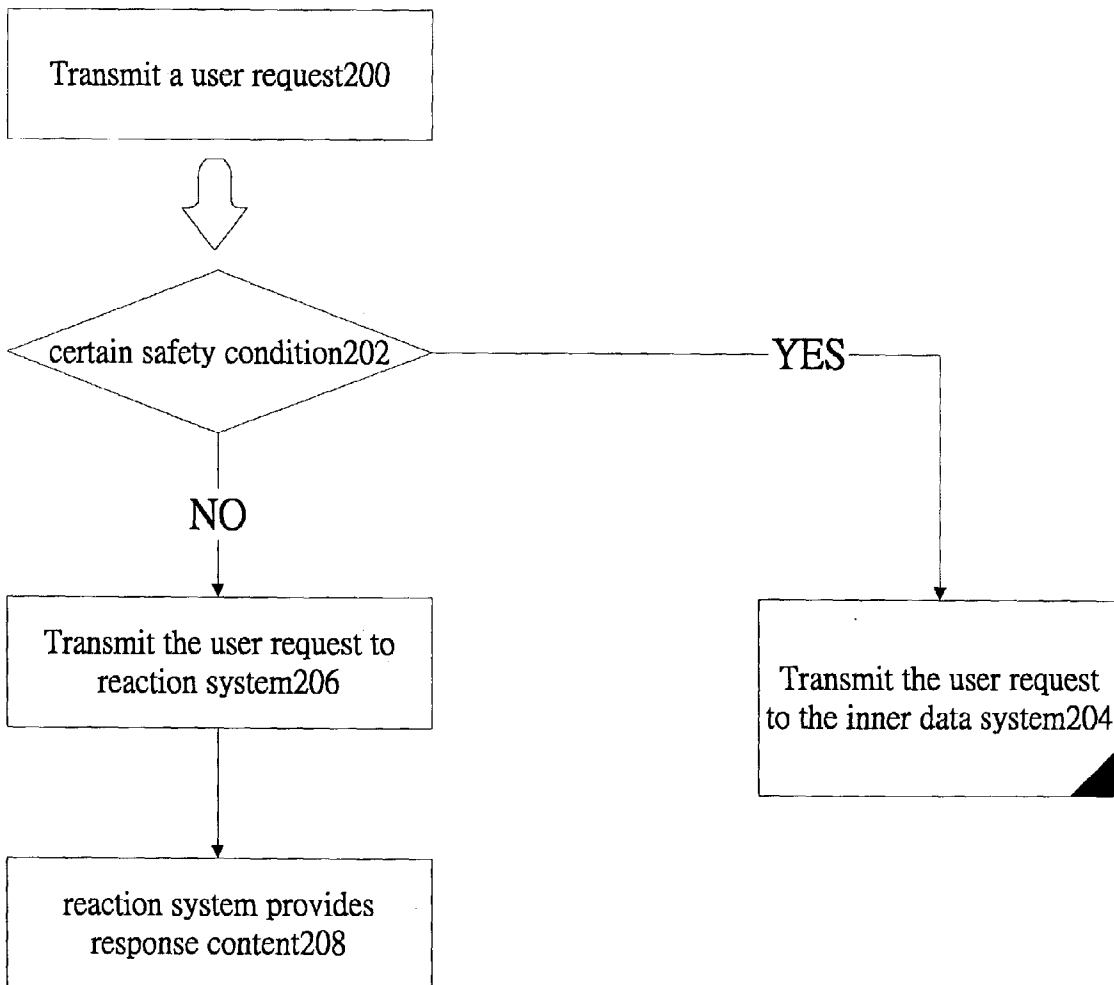 Transmit a user request200
certain safety condition202
YES
NO
Transmit the user request to
reaction system206
Transmit the user request
to the inner data system204
reaction system provides
response content208